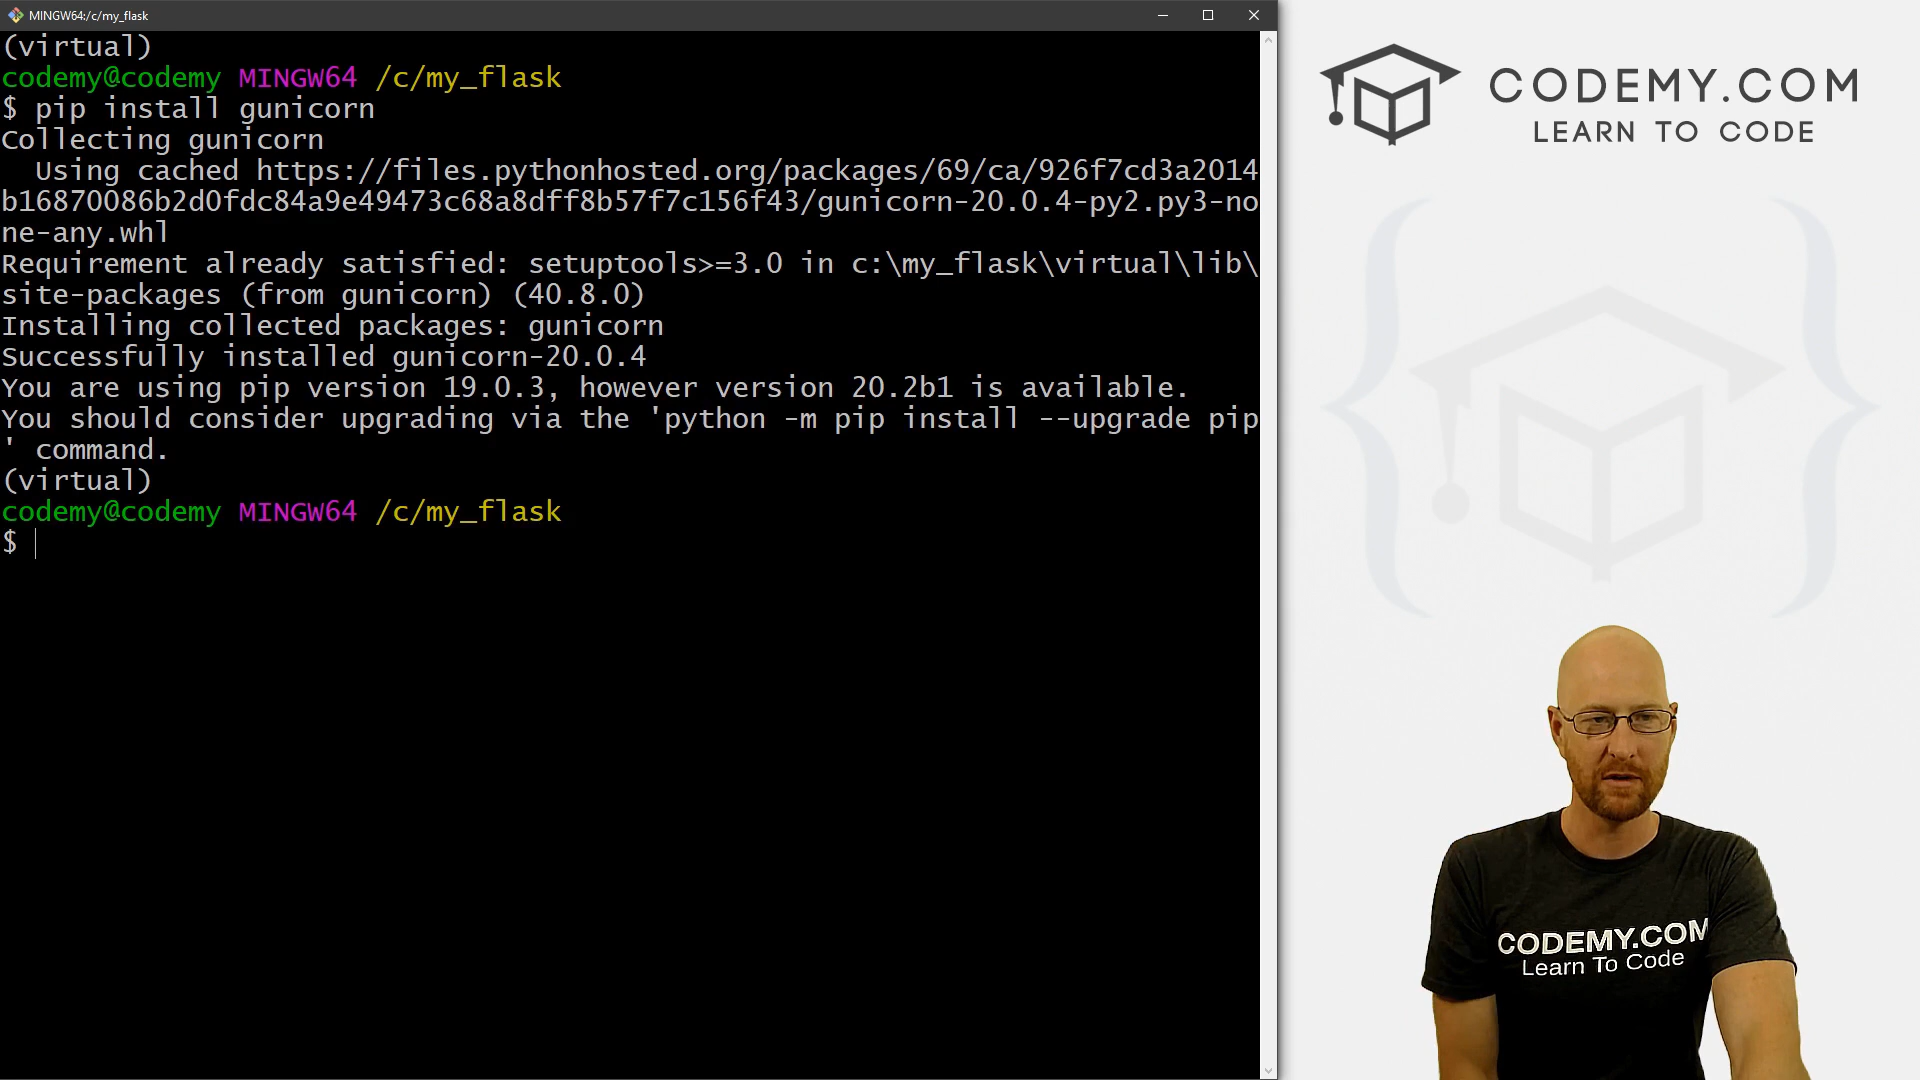 MINGW64:/c/my_flask
(virtual)
codemy@codemy MINGW64 /c/my_flask
$ pip install gunicorn
Collecting gunicorn
  Using cached https://files.pythonhosted.org/packages/69/ca/926f7cd3a2014
b16870086b2d0fdc84a9e49473c68a8dff8b57f7c156f43/gunicorn-20.0.4-py2.py3-no
ne-any.whl
Requirement already satisfied: setuptools>=3.0 in c:\my_flask\virtual\lib\
site-packages (from gunicorn) (40.8.0)
Installing collected packages: gunicorn
Successfully installed gunicorn-20.0.4
You are using pip version 19.0.3, however version 20.2b1 is available.
You should consider upgrading via the 'python -m pip install --upgrade pip
' command.
(virtual)
codemy@codemy MINGW64 /c/my_flask
$
CODEMY.COM
LEARN TO CODE
CODEMY.COM
Learn To Code